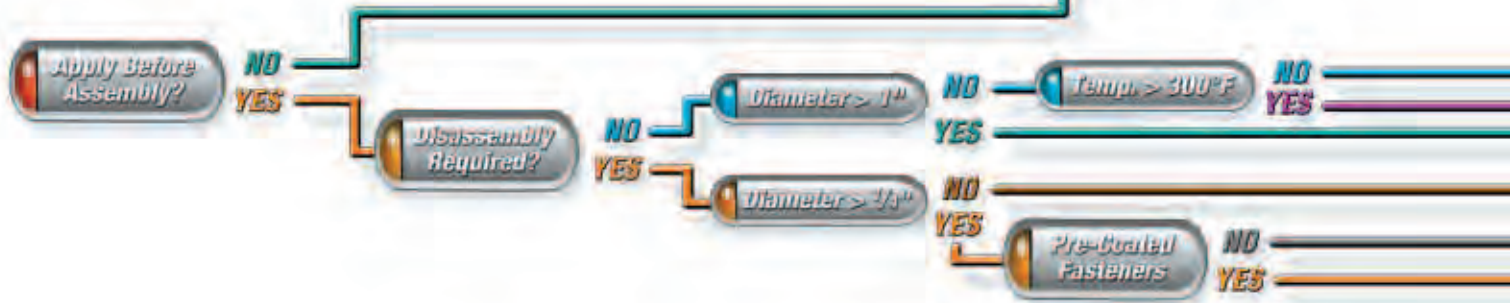 Apply Before
Assembly?
NO
YES
Disassembly
Required?
NO
YES
Diameter > 1"
NO
YES
Temp. > 300°F
NO
YES
Diameter > 1/4"
NO
YES
Pre-Coated
Fasteners
NO
YES